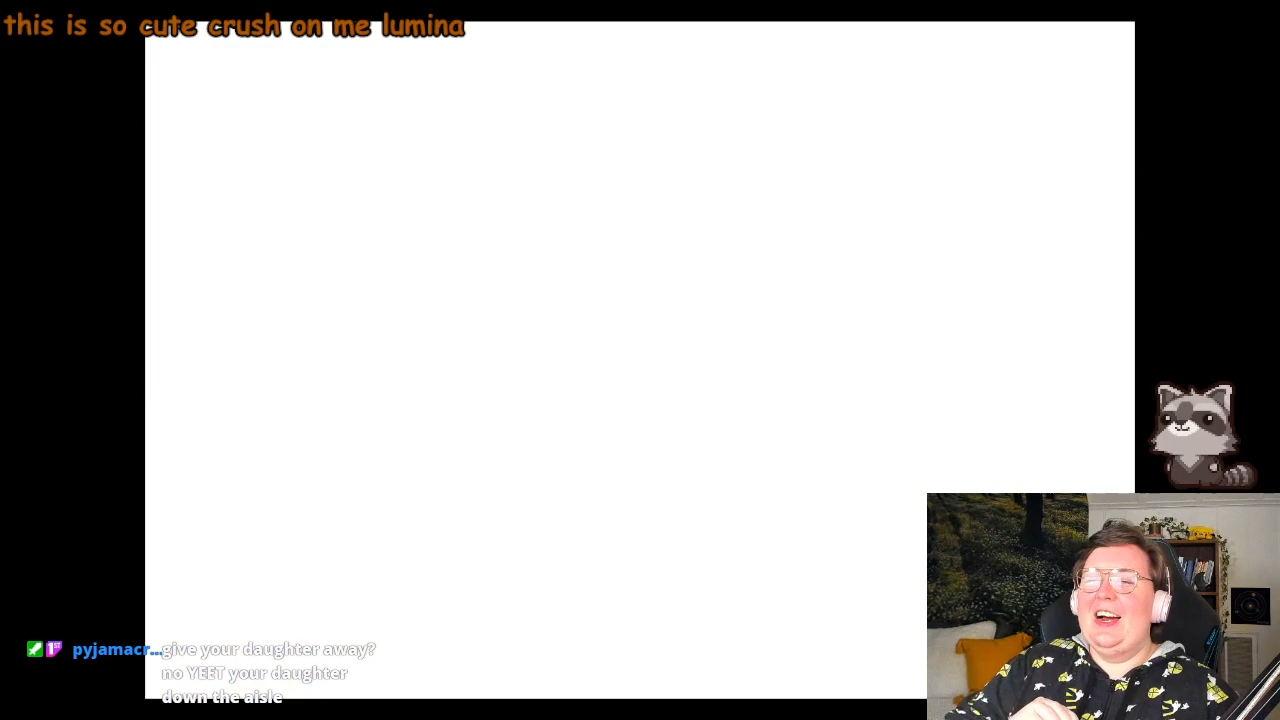 this is so cute crush on me lumina
pyjamacr... give your daughter away?
no YEET your daughter
down the aisle